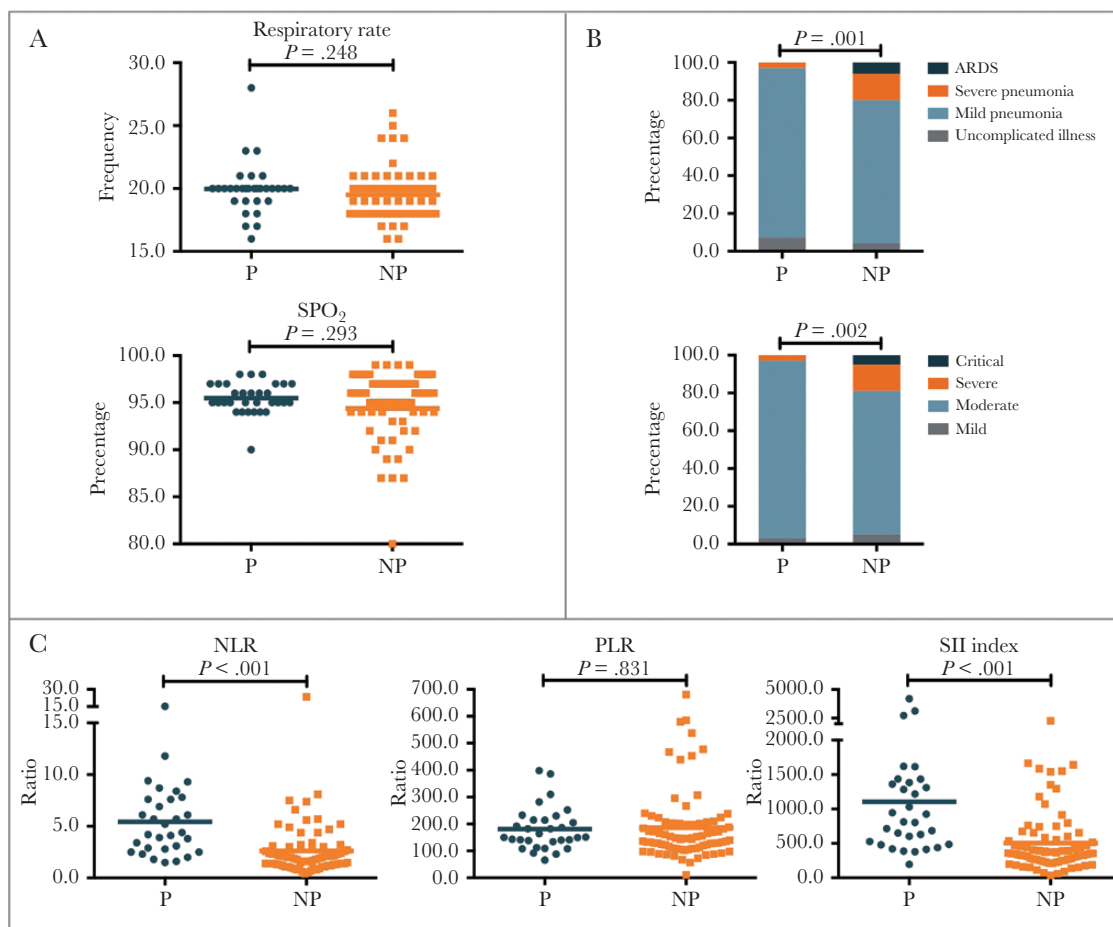 A
Respiratory rate
P = .248
30.0
25.0
20.0
15.0
Frequency
P
NP
SPO2
P = .293
100.0
95.0
90.0
85.0
80.0
Precentage
P
NP
B
P = .001
100.0
80.0
60.0
40.0
20.0
0.0
Precentage
P
NP
ARDS
Severe pneumonia
Mild pneumonia
Uncomplicated illness
P = .002
100.0
80.0
60.0
40.0
20.0
0.0
Precentage
P
NP
Critical
Severe
Moderate
Mild
C
NLR
P < .001
30.0
15.0
15.0
10.0
5.0
0.0
Ratio
P
NP
PLR
P = .831
700.0
600.0
500.0
400.0
300.0
200.0
100.0
0.0
Ratio
P
NP
SII index
P < .001
5000.0
2500.0
2000.0
1500.0
1000.0
500.0
0.0
Ratio
P
NP